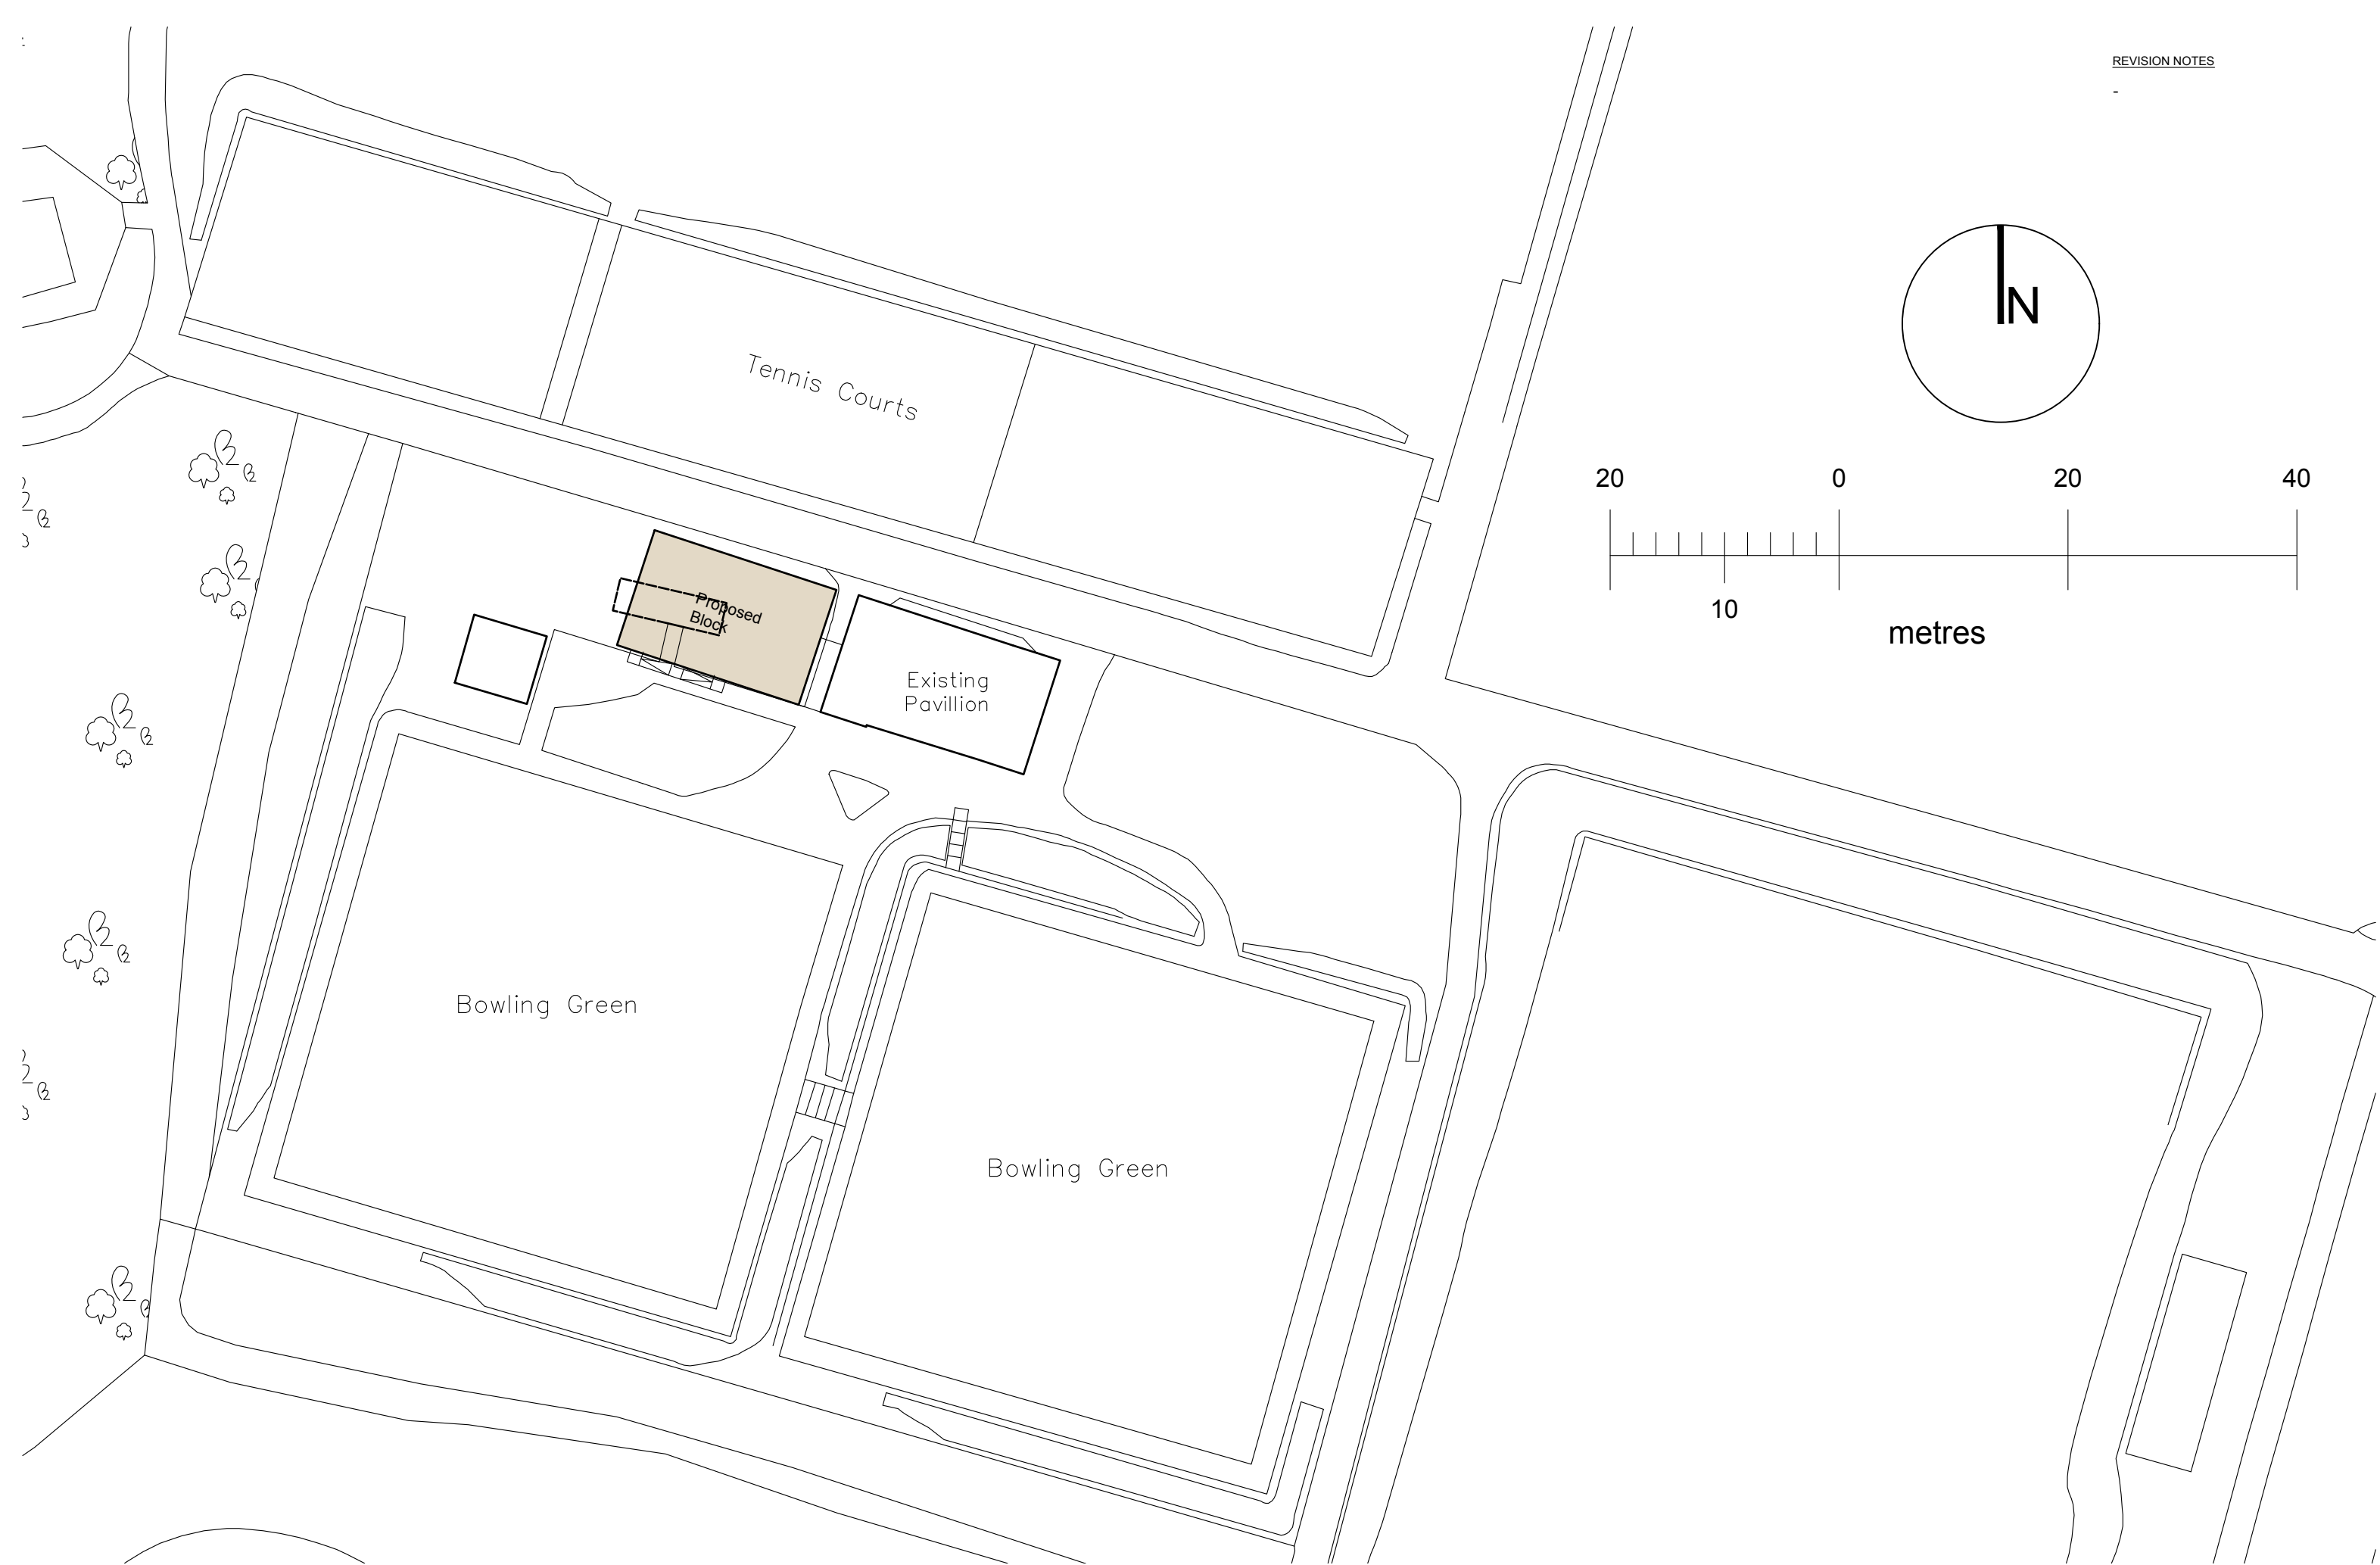 REVISION NOTES
-
N
Tennis Courts
20 0 20 40
10
metres
Proposed
Block
Existing
Pavillion
Bowling Green
Bowling Green